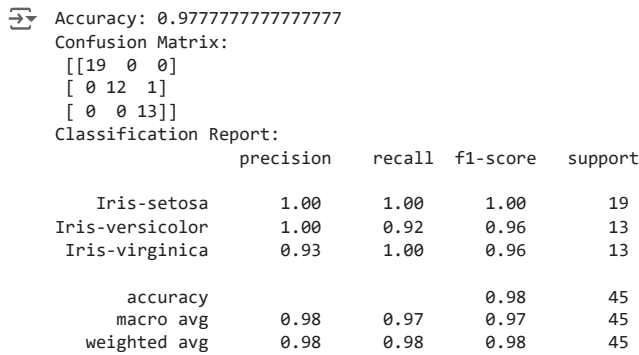 Accuracy: 0.9777777777777777
Confusion Matrix:
[[19 0 0]
[ 0 12 1]
[ 0 0 13]]
Classification Report:
precision recall f1-score support
Iris-setosa 1.00 1.00 1.00 19
Iris-versicolor 1.00 0.92 0.96 13
Iris-virginica 0.93 1.00 0.96 13
accuracy 0.98 45
macro avg 0.98 0.97 0.97 45
weighted avg 0.98 0.98 0.98 45